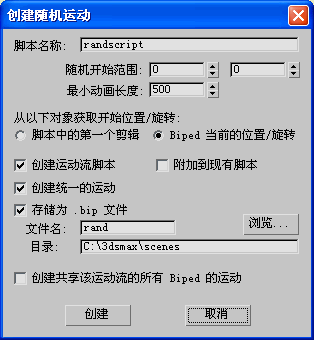 创建随机运动
脚本名称: randscript
随机开始范围: 0 0
最小动画长度: 500
从以下对象获取开始位置/旋转:
脚本中的第一个剪辑 Biped 当前的位置/旋转
创建运动流脚本 附加到现有脚本
创建统一的运动
存储为 .bip 文件
文件名: rand 浏览...
目录: C:\3dsmax\scenes
创建共享该运动流的所有 Biped 的运动
创建 取消